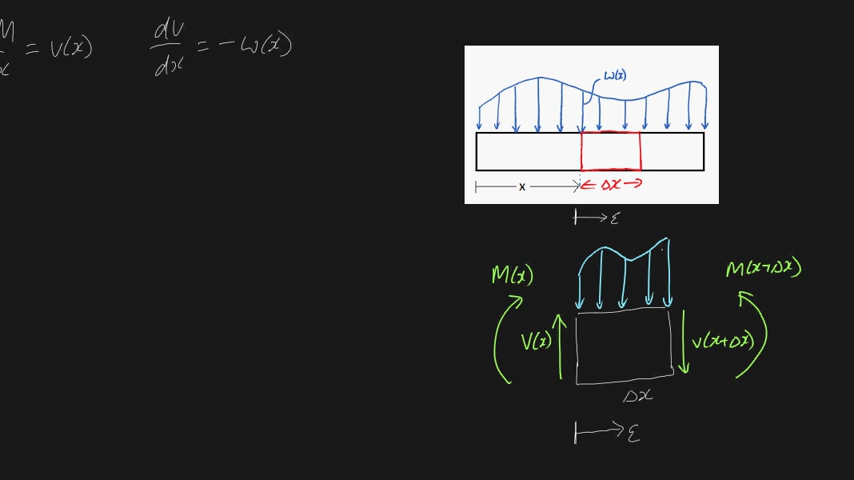 M/x = V(x)
dV/dx = -w(x)
w(x)
x
Δx
ε
M(x)
M(x+Δx)
V(x)
V(x+Δx)
Δx
ε